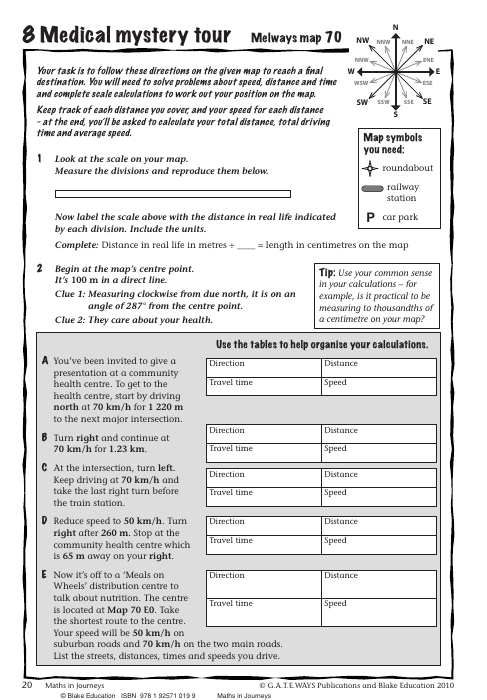 8 Medical mystery tour Melways map 70
N
NNW NNE
NW NE
WNW ENE
W E
WSW ESE
SW SE
SSW SSE
S
Your task is to follow these directions on the given map to reach a final
destination. You will need to solve problems about speed, distance and time
and complete scale calculations to work out your position on the map.
Keep track of each distance you cover, and your speed for each distance
- at the end, you'll be asked to calculate your total distance, total driving
time and average speed.
Map symbols
you need:
roundabout
railway
station
P car park
1 Look at the scale on your map.
Measure the divisions and reproduce them below.
Now label the scale above with the distance in real life indicated
by each division. Include the units.
Complete: Distance in real life in metres ÷ ____ = length in centimetres on the map
2 Begin at the map's centre point.
It's 100 m in a direct line.
Clue 1: Measuring clockwise from due north, it is on an
angle of 287° from the centre point.
Clue 2: They care about your health.
Tip: Use your common sense
in your calculations – for
example, is it practical to be
measuring to thousandths of
a centimetre on your map?
Use the tables to help organise your calculations.
A You've been invited to give a
presentation at a community
health centre. To get to the
health centre, start by driving
north at 70 km/h for 1 220 m
to the next major intersection.
Direction Distance
Travel time Speed
B Turn right and continue at
70 km/h for 1.23 km.
Direction Distance
Travel time Speed
C At the intersection, turn left.
Keep driving at 70 km/h and
take the last right turn before
the train station.
Direction Distance
Travel time Speed
D Reduce speed to 50 km/h. Turn
right after 260 m. Stop at the
community health centre which
is 65 m away on your right.
Direction Distance
Travel time Speed
E Now it's off to a 'Meals on
Wheels' distribution centre to
talk about nutrition. The centre
is located at Map 70 E0. Take
the shortest route to the centre.
Your speed will be 50 km/h on
suburban roads and 70 km/h on the two main roads.
List the streets, distances, times and speeds you drive.
Direction Distance
Travel time Speed
20 Maths in Journeys © G.A.T.E.WAYS Publications and Blake Education 2010
© Blake Education ISBN 978 1 92571 019 9 Maths in Journeys